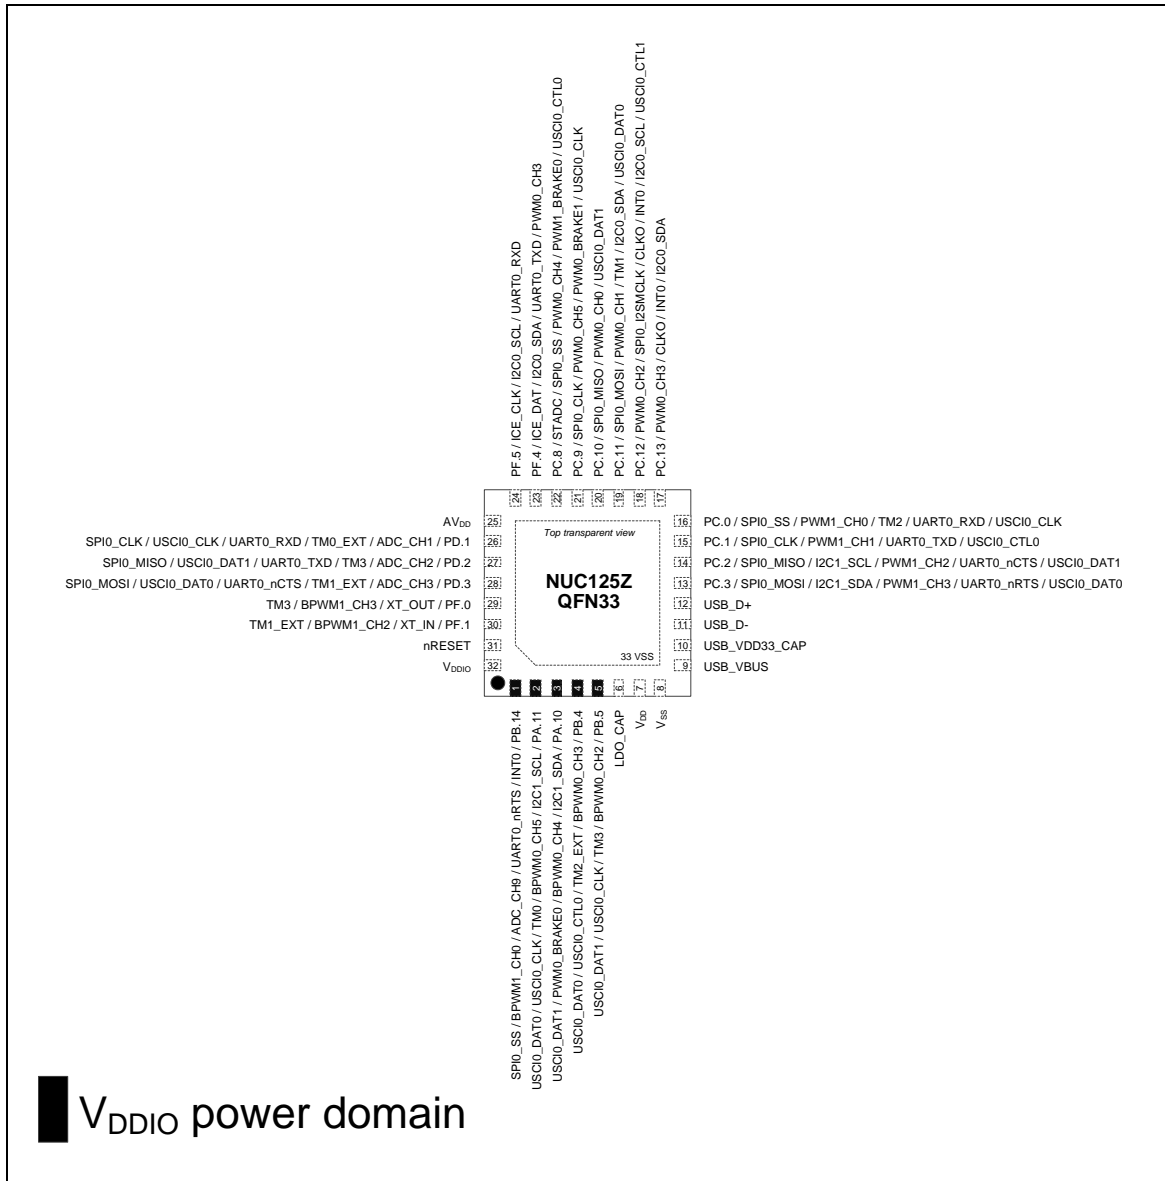 PF.5 / ICE_CLK / I2C0_SCL / UART0_RXD
PF.4 / ICE_DAT / I2C0_SDA / UART0_TXD / PWM0_CH3
PC.8 / STADC / SPI0_SS / PWM0_CH4 / PWM1_BRAKE0 / USCI0_CTL0
PC.9 / SPI0_CLK / PWM0_CH5 / PWM0_BRAKE1 / USCI0_CLK
PC.10 / SPI0_MISO / PWM0_CH0 / USCI0_DAT1
PC.11 / SPI0_MOSI / PWM0_CH1 / TM1 / I2C0_SDA / USCI0_DAT0
PC.12 / PWM0_CH2 / SPI0_I2SMCLK / CLKO / INT0 / I2C0_SCL / USCI0_CTL1
PC.13 / PWM0_CH3 / CLKO / INT0 / I2C0_SDA
24 23 22 21 20 19 18 17
AVDD 25
SPI0_CLK / USCI0_CLK / UART0_RXD / TM0_EXT / ADC_CH1 / PD.1 26
SPI0_MISO / USCI0_DAT1 / UART0_TXD / TM3 / ADC_CH2 / PD.2 27
SPI0_MOSI / USCI0_DAT0 / UART0_nCTS / TM1_EXT / ADC_CH3 / PD.3 28
TM3 / BPWM1_CH3 / XT_OUT / PF.0 29
TM1_EXT / BPWM1_CH2 / XT_IN / PF.1 30
nRESET 31
VDDIO 32
Top transparent view
NUC125Z
QFN33
33 VSS
16 PC.0 / SPI0_SS / PWM1_CH0 / TM2 / UART0_RXD / USCI0_CLK
15 PC.1 / SPI0_CLK / PWM1_CH1 / UART0_TXD / USCI0_CTL0
14 PC.2 / SPI0_MISO / I2C1_SCL / PWM1_CH2 / UART0_nCTS / USCI0_DAT1
13 PC.3 / SPI0_MOSI / I2C1_SDA / PWM1_CH3 / UART0_nRTS / USCI0_DAT0
12 USB_D+
11 USB_D-
10 USB_VDD33_CAP
9 USB_VBUS
1 2 3 4 5 6 7 8
SPI0_SS / BPWM1_CH0 / ADC_CH9 / UART0_nRTS / INT0 / PB.14
USCI0_DAT0 / USCI0_CLK / TM0 / BPWM0_CH5 / I2C1_SCL / PA.11
USCI0_DAT1 / PWM0_BRAKE0 / BPWM0_CH4 / I2C1_SDA / PA.10
USCI0_DAT0 / USCI0_CTL0 / TM2_EXT / BPWM0_CH3 / PB.4
USCI0_DAT1 / USCI0_CLK / TM3 / BPWM0_CH2 / PB.5
LDO_CAP
VDD
VSS
VDDIO power domain